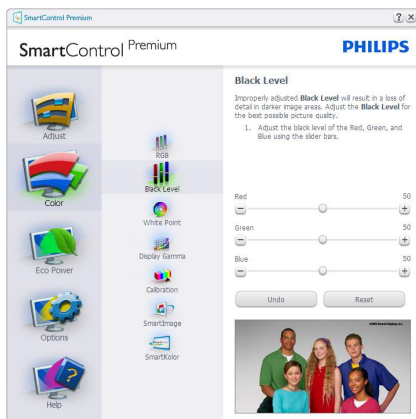 SmartControl Premium
? x
SmartControl Premium
PHILIPS
Adjust
Color
Eco Power
Options
Help
RGB
Black Level
White Point
Display Gamma
Calibration
SmartImage
SmartKolor
Black Level
Improperly adjusted Black Level will result in a loss of
detail in darker image areas. Adjust the Black Level for
the best possible picture quality.
1. Adjust the black level of the Red, Green, and
Blue using the slider bars.
Red 50
Green 50
Blue 50
Undo Reset